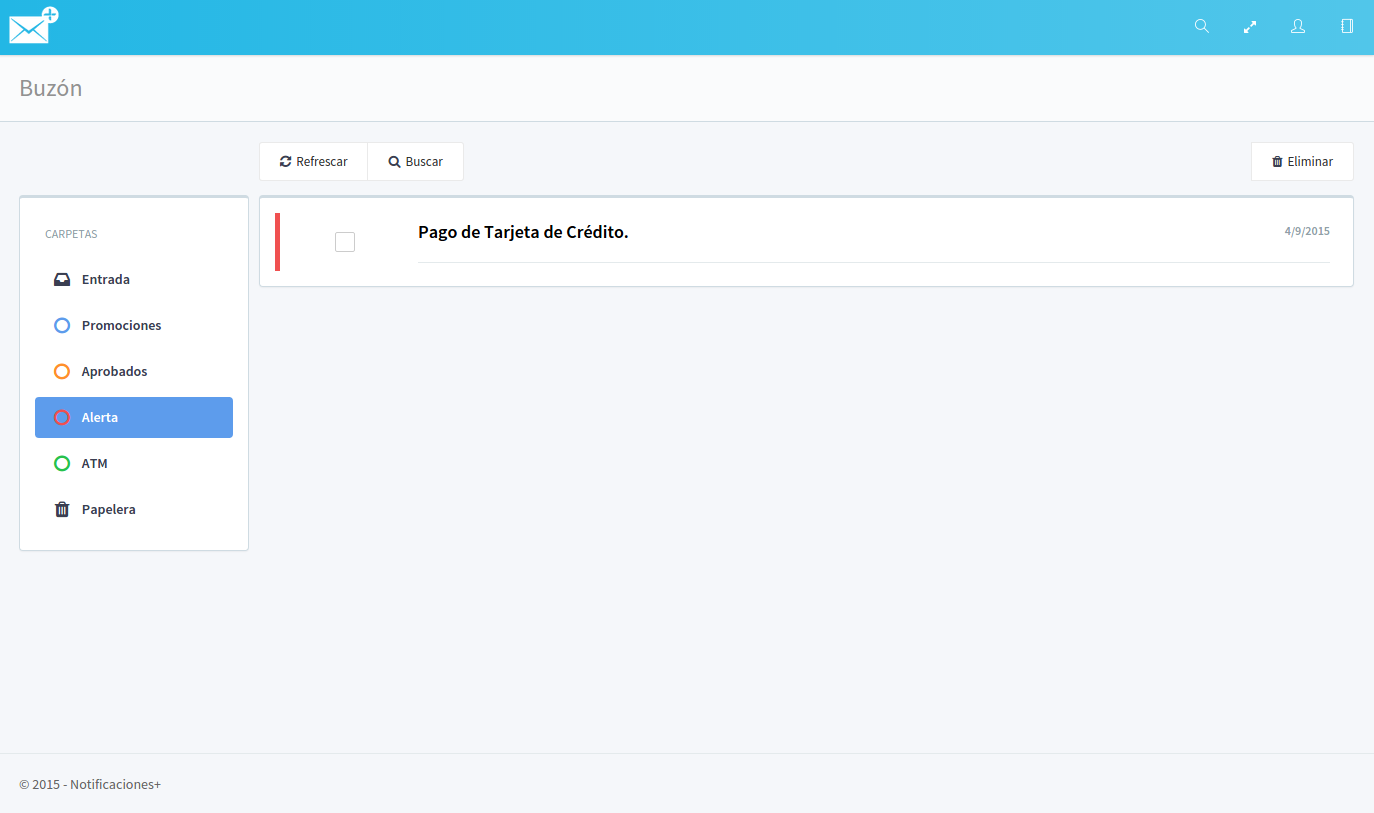 Buzón
Refrescar
Buscar
Eliminar
CARPETAS
Entrada
Promociones
Aprobados
Alerta
ATM
Papelera
Pago de Tarjeta de Crédito.
4/9/2015
© 2015 - Notificaciones+